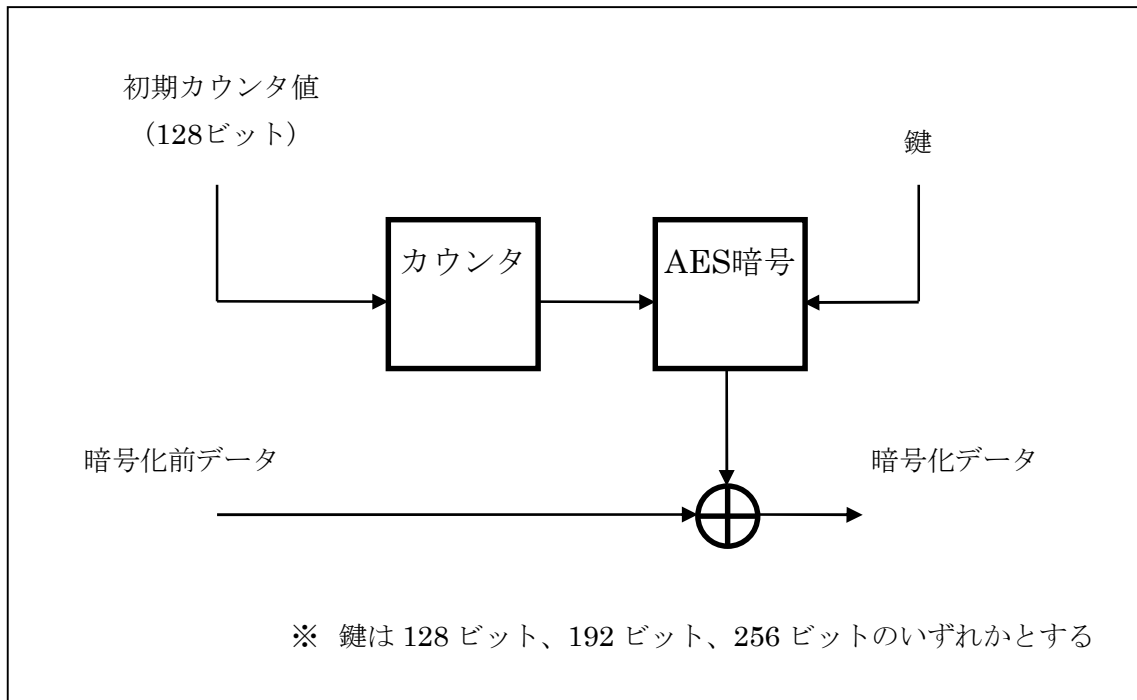 初期カウンタ値
（128ビット）
鍵
カウンタ
AES暗号
暗号化前データ
暗号化データ
※ 鍵は 128 ビット、192 ビット、256 ビットのいずれかとする